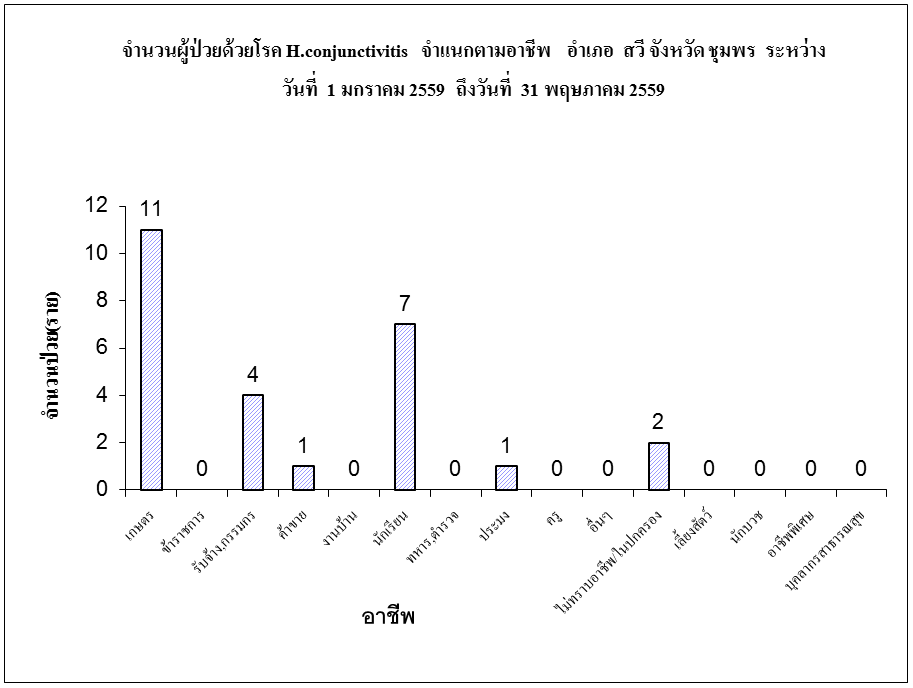 จำนวนผู้ป่วยด้วยโรค H.conjunctivitis จำแนกตามอาชีพ อำเภอ สวี จังหวัด ชุมพร ระหว่าง
วันที่ 1 มกราคม 2559 ถึงวันที่ 31 พฤษภาคม 2559
จำนวนป่วย(ราย)
12
10
8
6
4
2
0
11
0
4
1
0
7
0
1
0
0
2
0
0
0
0
เกษตร
ข้าราชการ
รับจ้าง,กรรมกร
ค้าขาย
งานบ้าน
นักเรียน
ทหาร,ตำรวจ
ประมง
ครู
อื่นๆ
ไม่ทราบอาชีพ/ในปกครอง
เลี้ยงสัตว์
นักบวช
อาชีพพิเศษ
บุคลากรสาธารณสุข
อาชีพ